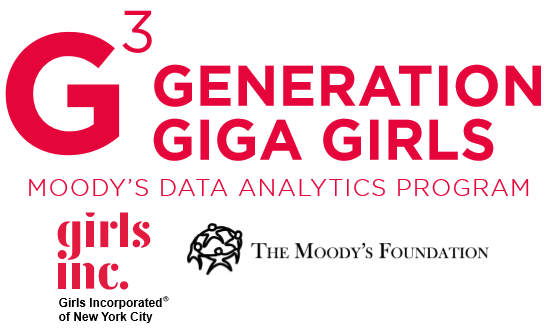 G³
GENERATION
GIGA GIRLS
MOODY'S DATA ANALYTICS PROGRAM
girls
inc.
Girls Incorporated®
of New York City
THE MOODY'S FOUNDATION